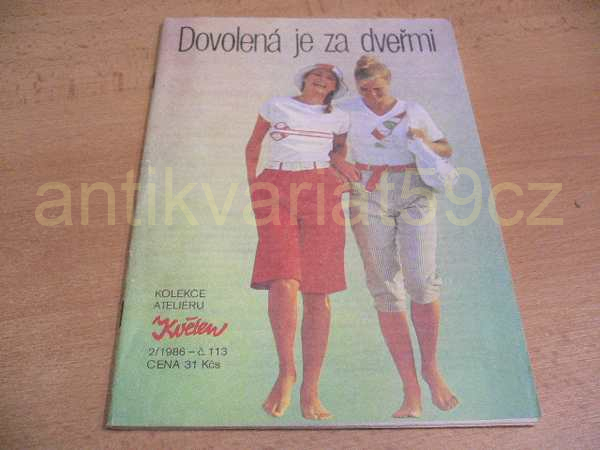 Dovolená je za dveřmi
antikvariat59cz
KOLEKCE
ATELIÉRU
Květen
2/1986 – č. 113
CENA 31 Kčs